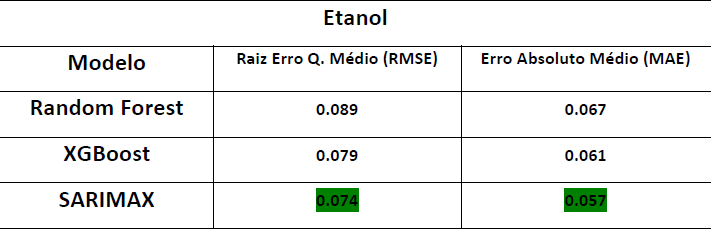 Etanol
Modelo Raiz Erro Q. Médio (RMSE) Erro Absoluto Médio (MAE)
Random Forest 0.089 0.067
XGBoost 0.079 0.061
SARIMAX 0.074 0.057